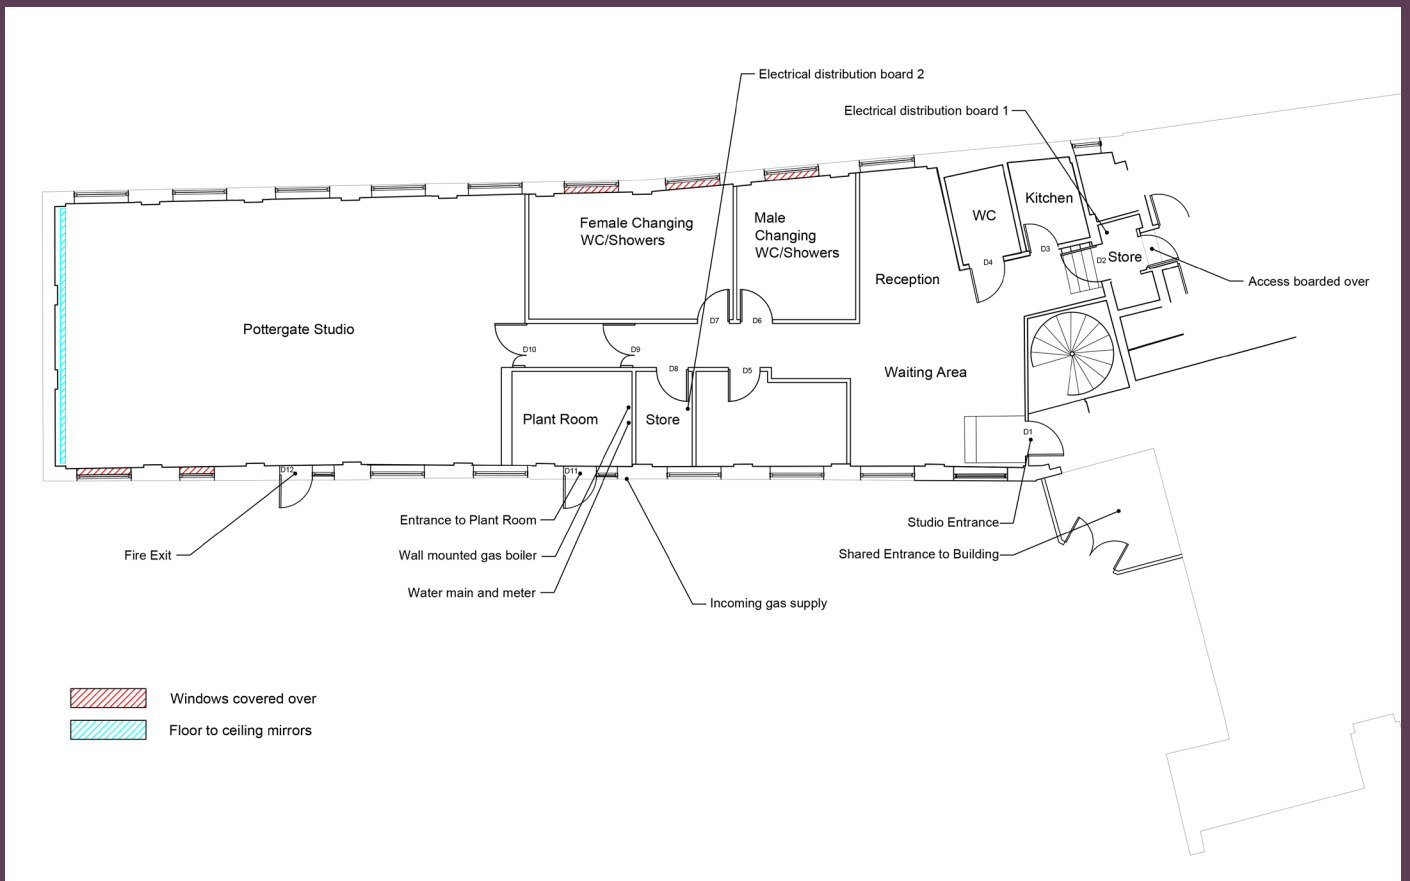 Electrical distribution board 2
Electrical distribution board 1
Female Changing
WC/Showers
Male
Changing
WC/Showers
WC
Kitchen
Reception
D4
D3
D2
Store
Access boarded over
Pottergate Studio
D7
D6
D10
D9
D8
D5
Waiting Area
Plant Room
Store
D1
D12
D11
Entrance to Plant Room
Studio Entrance
Fire Exit
Wall mounted gas boiler
Shared Entrance to Building
Water main and meter
Incoming gas supply
Windows covered over
Floor to ceiling mirrors